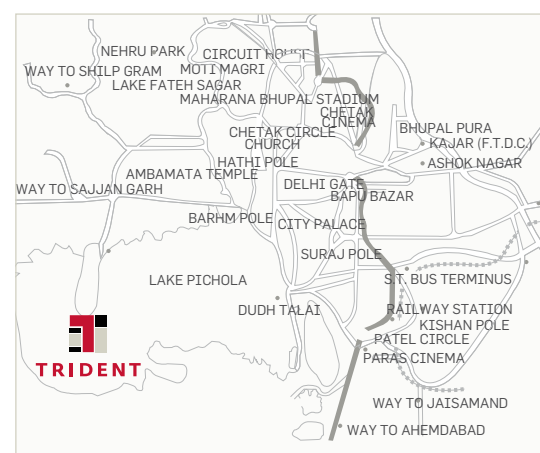 NEHRU PARK
CIRCUIT HOUSE
WAY TO SHILP GRAM
MOTI MAGRI
LAKE FATEH SAGAR
MAHARANA BHUPAL STADIUM
CHETAK
CINEMA
CHETAK CIRCLE
BHUPAL PURA
CHURCH
KAJAR (F.T.D.C.)
HATHI POLE
ASHOK NAGAR
AMBAMATA TEMPLE
DELHI GATE
WAY TO SAJJAN GARH
BAPU BAZAR
BARHM POLE
CITY PALACE
SURAJ POLE
LAKE PICHOLA
S.T. BUS TERMINUS
DUDH TALAI
RAILWAY STATION
KISHAN POLE
PATEL CIRCLE
PARAS CINEMA
TRIDENT
WAY TO JAISAMAND
WAY TO AHEMDABAD